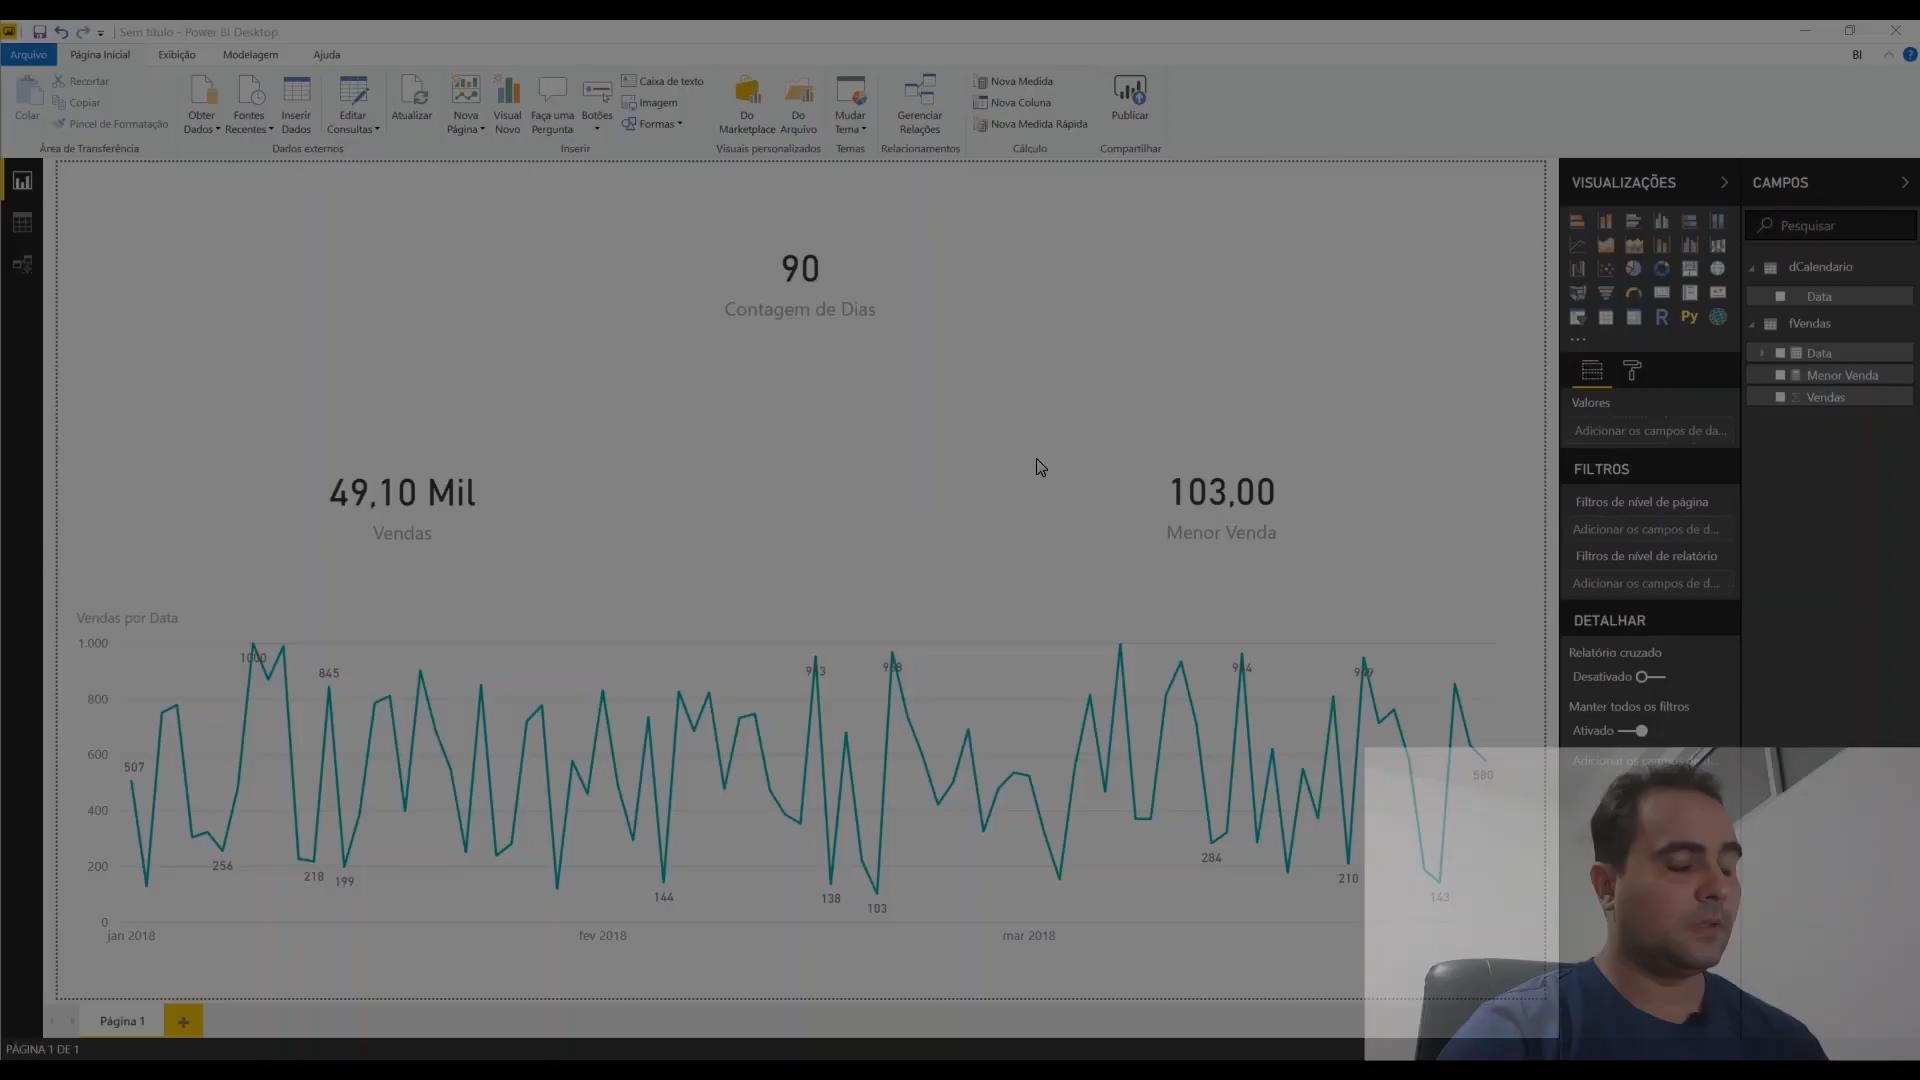 Sem título - Power BI Desktop
Arquivo Página Inicial Exibição Modelagem Ajuda BI
Colar
Recortar
Copiar
Pincel de Formatação
Área de Transferência
Obter Dados
Fontes Recentes
Inserir Dados
Editar Consultas
Atualizar
Dados externos
Nova Página
Visual Novo
Faça uma Pergunta
Botões
Caixa de texto
Imagem
Formas
Inserir
Do Marketplace
Do Arquivo
Visuais personalizados
Mudar Tema
Temas
Gerenciar Relações
Relacionamentos
Nova Medida
Nova Coluna
Nova Medida Rápida
Cálculo
Publicar
Compartilhar
90
Contagem de Dias
49,10 Mil
Vendas
103,00
Menor Venda
Vendas por Data
1.000
800
600
400
200
0
507
256
1000
218
845
199
144
138
103
284
210
143
580
jan 2018 fev 2018 mar 2018
Página 1
PÁGINA 1 DE 1
VISUALIZAÇÕES
R Py
Valores
Adicionar os campos de da...
FILTROS
Filtros de nível de página
Adicionar os campos de d...
Filtros de nível de relatório
Adicionar os campos de d...
DETALHAR
Relatório cruzado
Desativado
Manter todos os filtros
Ativado
Adicionar os campos de d...
CAMPOS
Pesquisar
dCalendario
Data
fVendas
Data
Menor Venda
Vendas